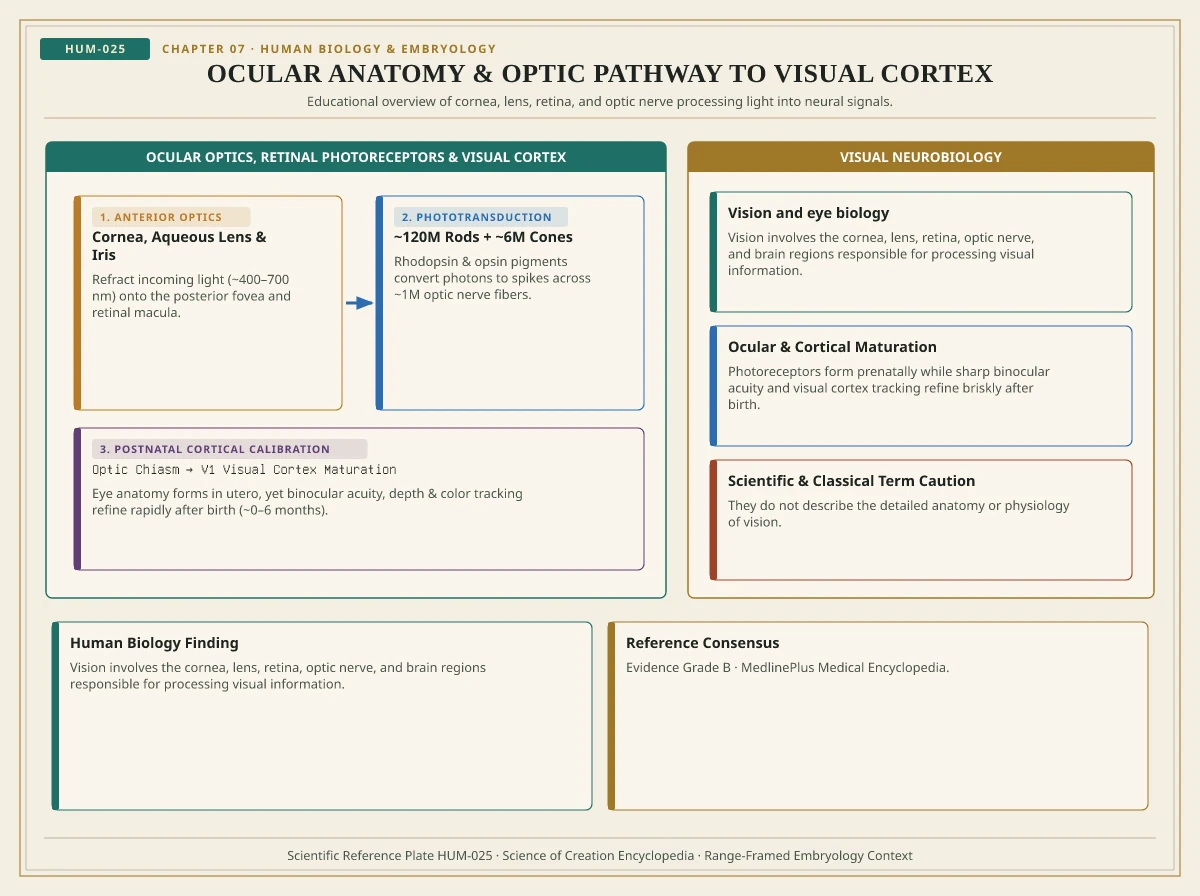 HUM-025
CHAPTER 07 · HUMAN BIOLOGY & EMBRYOLOGY
OCULAR ANATOMY & OPTIC PATHWAY TO VISUAL CORTEX
Educational overview of cornea, lens, retina, and optic nerve processing light into neural signals.
OCULAR OPTICS, RETINAL PHOTORECEPTORS & VISUAL CORTEX
1. ANTERIOR OPTICS
Cornea, Aqueous Lens &
Iris
Refract incoming light (~400–700
nm) onto the posterior fovea and
retinal macula.
2. PHOTOTRANSDUCTION
~120M Rods + ~6M Cones
Rhodopsin & opsin pigments
convert photons to spikes across
~1M optic nerve fibers.
3. POSTNATAL CORTICAL CALIBRATION
Optic Chiasm → V1 Visual Cortex Maturation
Eye anatomy forms in utero, yet binocular acuity, depth & color tracking
refine rapidly after birth (~0–6 months).
VISUAL NEUROBIOLOGY
Vision and eye biology
Vision involves the cornea, lens, retina, optic nerve,
and brain regions responsible for processing visual
information.
Ocular & Cortical Maturation
Photoreceptors form prenatally while sharp binocular
acuity and visual cortex tracking refine briskly after
birth.
Scientific & Classical Term Caution
They do not describe the detailed anatomy or physiology
of vision.
Human Biology Finding
Vision involves the cornea, lens, retina, optic nerve, and brain regions
responsible for processing visual information.
Reference Consensus
Evidence Grade B · MedlinePlus Medical Encyclopedia.
Scientific Reference Plate HUM-025 · Science of Creation Encyclopedia · Range-Framed Embryology Context